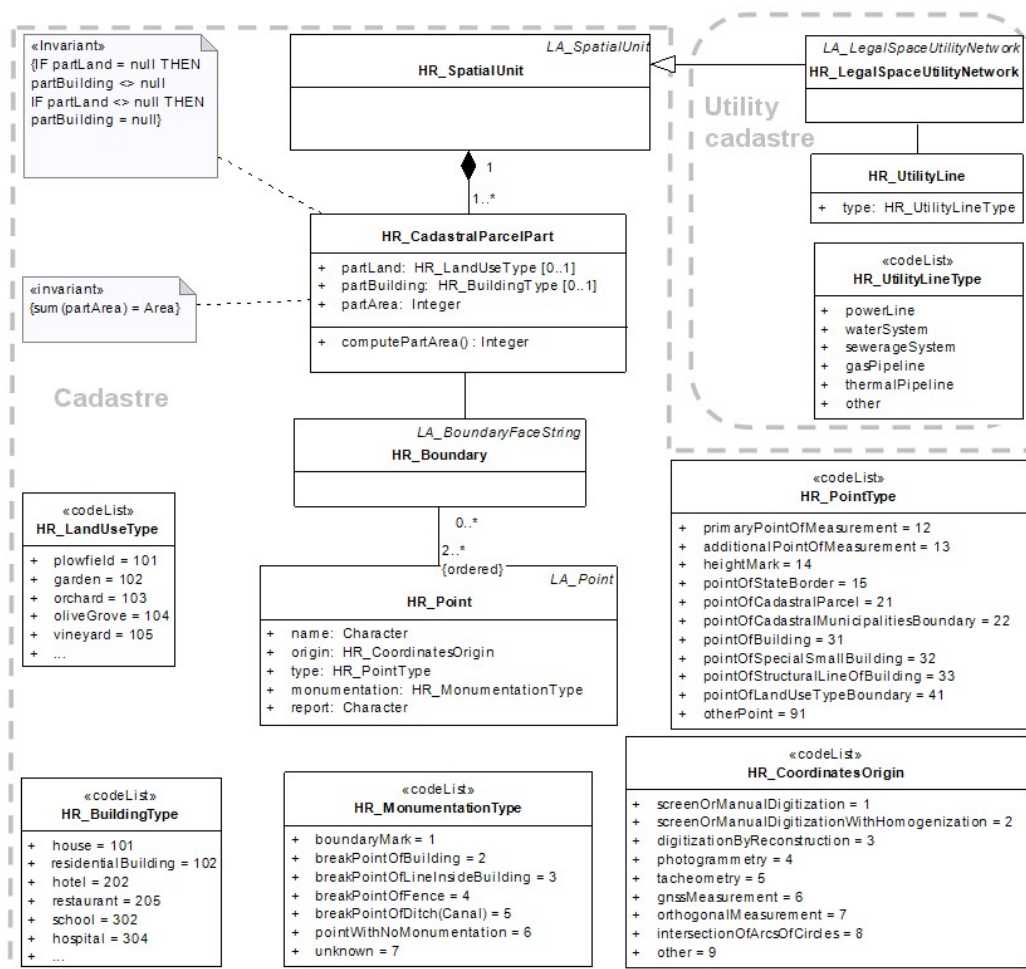 «Invariant»
{IF partLand = null THEN
partBuilding <> null
IF partLand <> null THEN
partBuilding = null}
LA_SpatialUnit
HR_SpatialUnit
1
1..*
Utility
cadastre
LA_LegalSpaceUtilityNetwork
HR_LegalSpaceUtilityNetwork
HR_UtilityLine
+ type: HR_UtilityLineType
«codeList»
HR_UtilityLineType
+ powerLine
+ waterSystem
+ sewerageSystem
+ gasPipeline
+ thermalPipeline
+ other
HR_CadastralParcelPart
+ partLand: HR_LandUseType [0..1]
+ partBuilding: HR_BuildingType [0..1]
+ partArea: Integer
+ computePartArea() : Integer
«invariant»
{sum(partArea) = Area}
Cadastre
LA_BoundaryFaceString
HR_Boundary
0..*
2..*
{ordered}
LA_Point
HR_Point
+ name: Character
+ origin: HR_CoordinatesOrigin
+ type: HR_PointType
+ monumentation: HR_MonumentationType
+ report: Character
«codeList»
HR_LandUseType
+ plowfield = 101
+ garden = 102
+ orchard = 103
+ oliveGrove = 104
+ vineyard = 105
+ ...
«codeList»
HR_PointType
+ primaryPointOfMeasurement = 12
+ additionalPointOfMeasurement = 13
+ heightMark = 14
+ pointOfStateBorder = 15
+ pointOfCadastralParcel = 21
+ pointOfCadastralMunicipalitiesBoundary = 22
+ pointOfBuilding = 31
+ pointOfSpecialSmallBuilding = 32
+ pointOfStructuralLineOfBuilding = 33
+ pointOfLandUseTypeBoundary = 41
+ otherPoint = 91
«codeList»
HR_BuildingType
+ house = 101
+ residentialBuilding = 102
+ hotel = 202
+ restaurant = 205
+ school = 302
+ hospital = 304
+ ...
«codeList»
HR_MonumentationType
+ boundaryMark = 1
+ breakPointOfBuilding = 2
+ breakPointOfLineInsideBuilding = 3
+ breakPointOfFence = 4
+ breakPointOfDitch(Canal) = 5
+ pointWithNoMonumentation = 6
+ unknown = 7
«codeList»
HR_CoordinatesOrigin
+ screenOrManualDigitization = 1
+ screenOrManualDigitizationWithHomogenization = 2
+ digitizationByReconstruction = 3
+ photogrammetry = 4
+ tacheometry = 5
+ gnssMeasurement = 6
+ orthogonalMeasurement = 7
+ intersectionOfArcsOfCircles = 8
+ other = 9